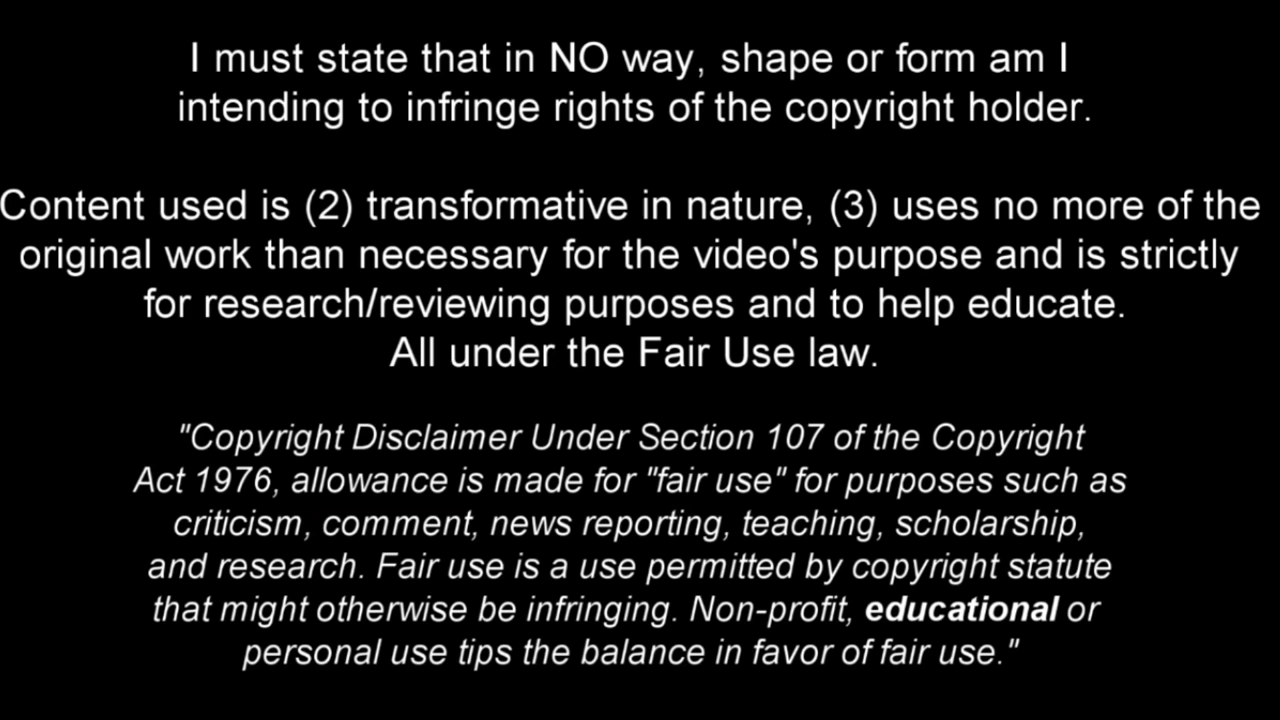 I must state that in NO way, shape or form am I
intending to infringe rights of the copyright holder.
Content used is (2) transformative in nature, (3) uses no more of the
original work than necessary for the video's purpose and is strictly
for research/reviewing purposes and to help educate.
All under the Fair Use law.
"Copyright Disclaimer Under Section 107 of the Copyright
Act 1976, allowance is made for "fair use" for purposes such as
criticism, comment, news reporting, teaching, scholarship,
and research. Fair use is a use permitted by copyright statute
that might otherwise be infringing. Non-profit, educational or
personal use tips the balance in favor of fair use."